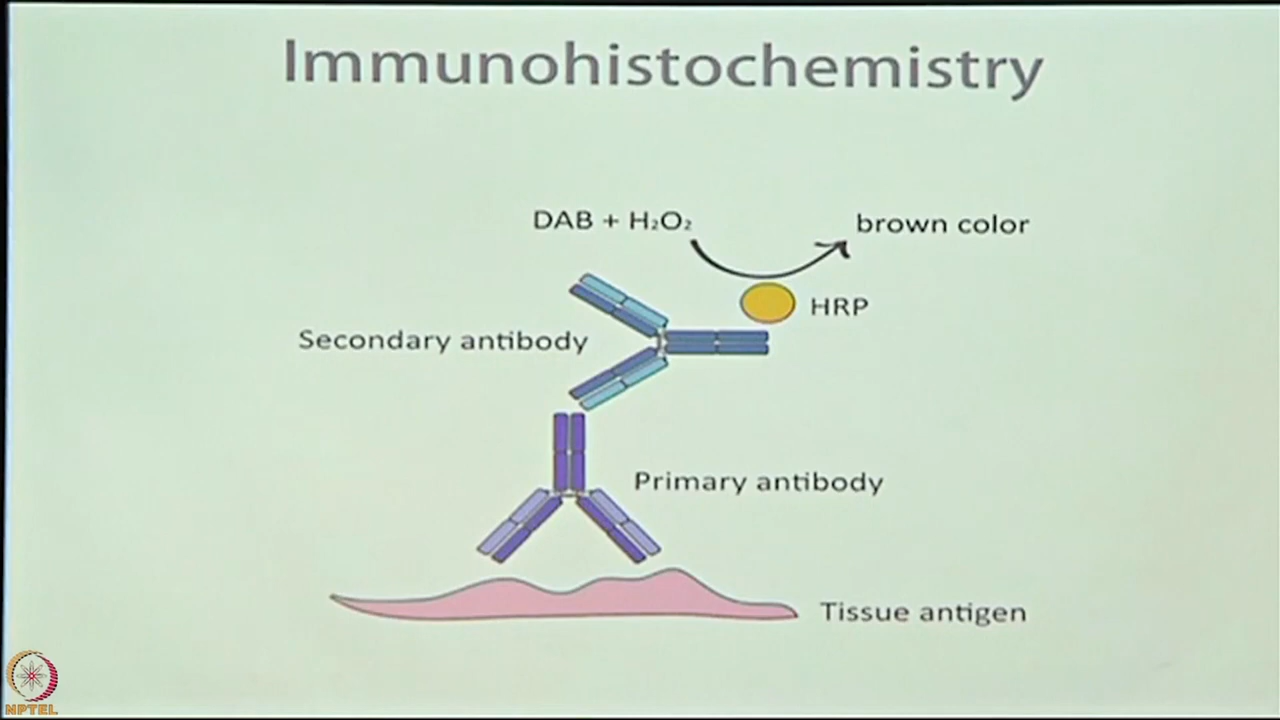 Immunohistochemistry
DAB + H₂O₂
brown color
HRP
Secondary antibody
Primary antibody
Tissue antigen
NPTEL